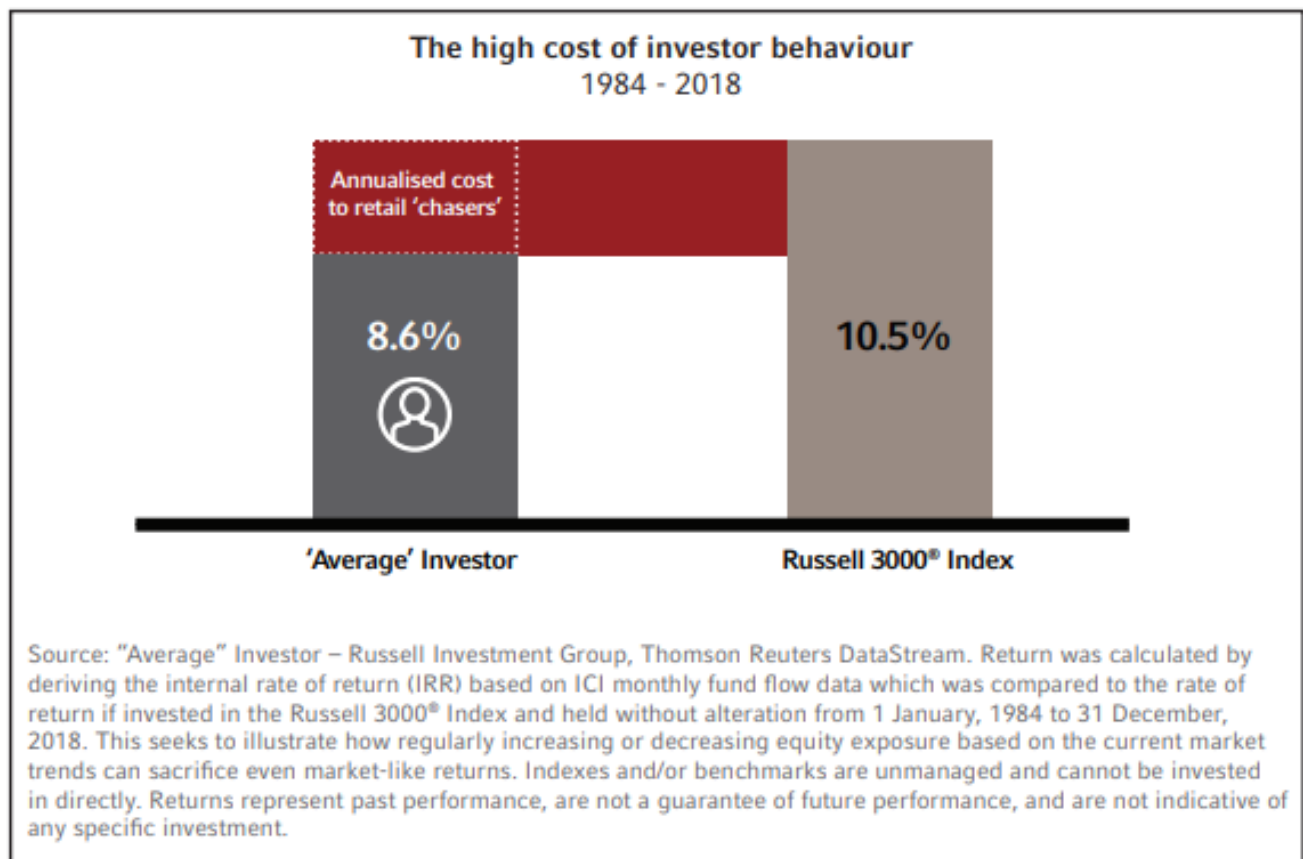 The high cost of investor behaviour
1984 - 2018
Annualised cost
to retail ‘chasers’
8.6%
10.5%
‘Average’ Investor
Russell 3000® Index
Source: "Average" Investor – Russell Investment Group, Thomson Reuters DataStream. Return was calculated by
deriving the internal rate of return (IRR) based on ICI monthly fund flow data which was compared to the rate of
return if invested in the Russell 3000® Index and held without alteration from 1 January, 1984 to 31 December,
2018. This seeks to illustrate how regularly increasing or decreasing equity exposure based on the current market
trends can sacrifice even market-like returns. Indexes and/or benchmarks are unmanaged and cannot be invested
in directly. Returns represent past performance, are not a guarantee of future performance, and are not indicative of
any specific investment.